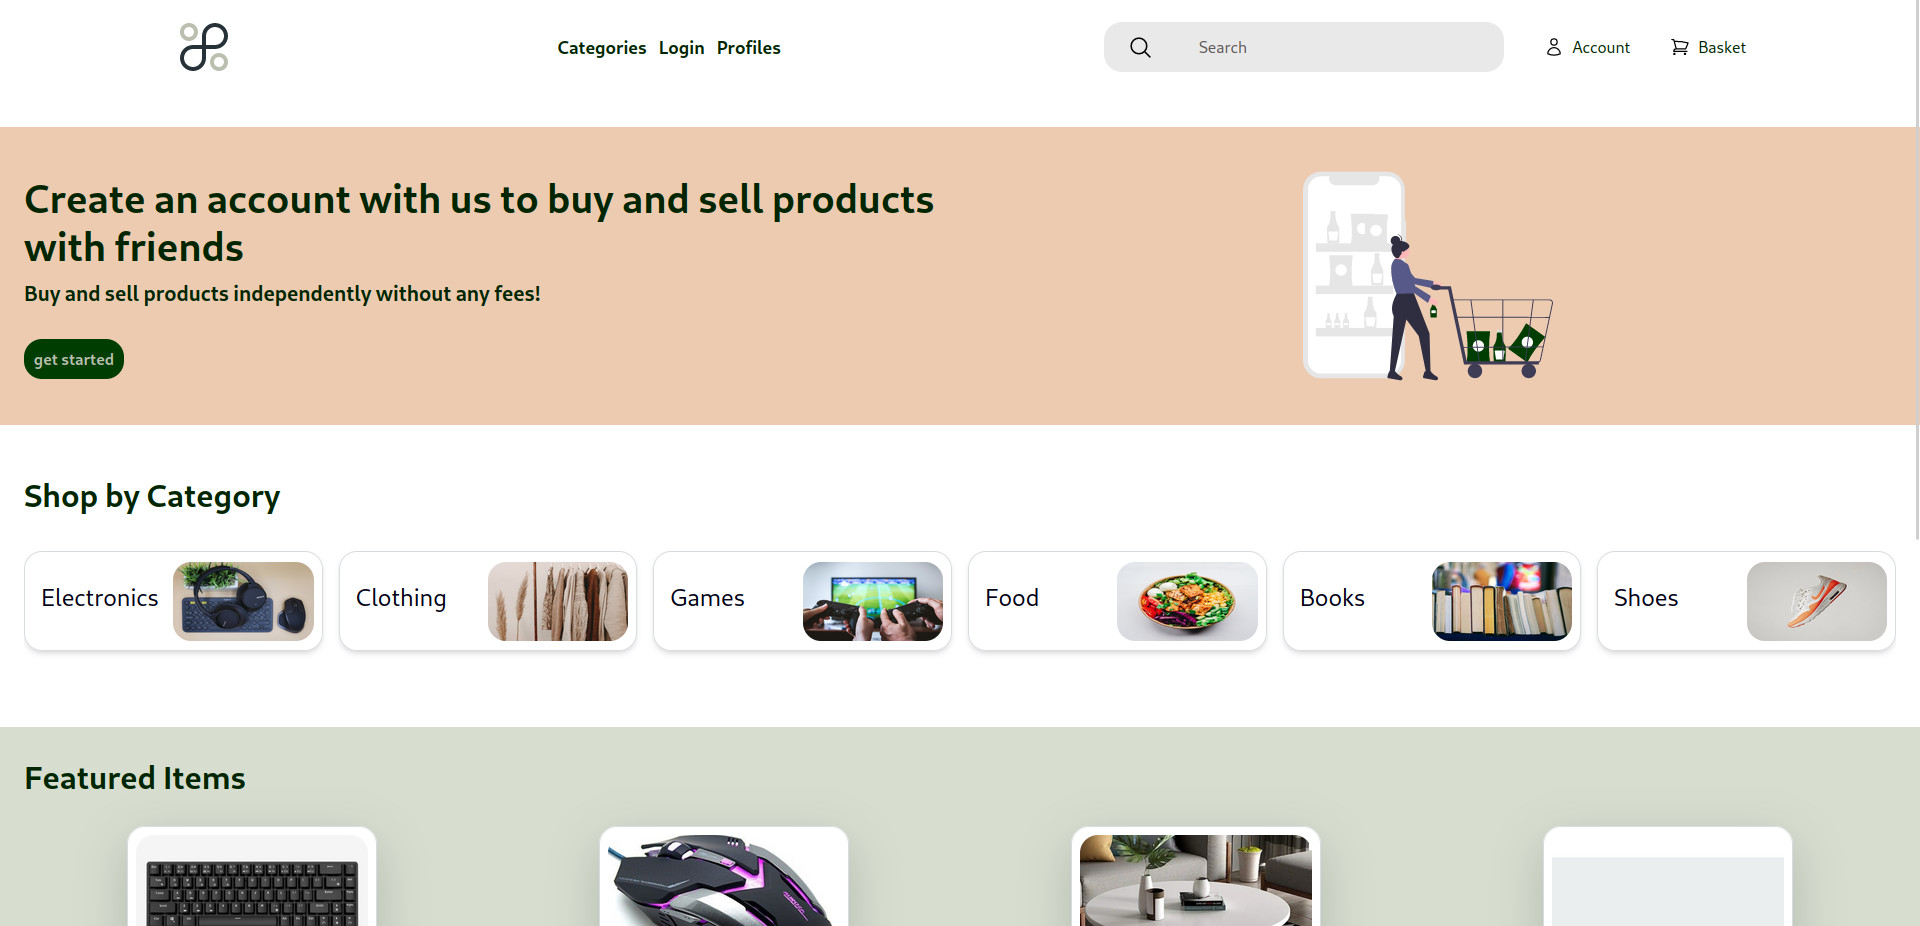 Categories Login Profiles
Search
Account
Basket
Create an account with us to buy and sell products
with friends
Buy and sell products independently without any fees!
get started
Shop by Category
Electronics
Clothing
Games
Food
Books
Shoes
Featured Items